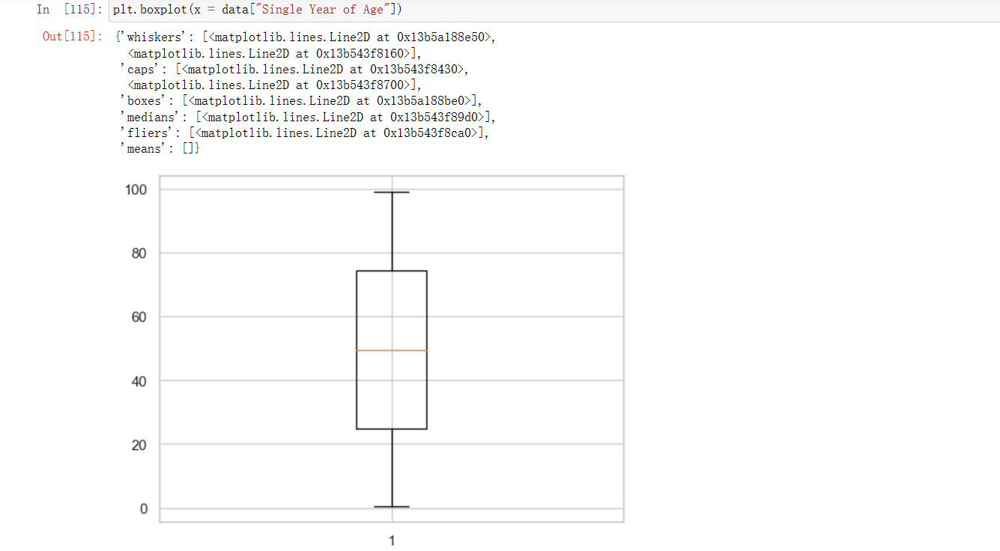 In [115]: plt.boxplot(x = data["Single Year of Age"])
Out[115]: {'whiskers': [<matplotlib.lines.Line2D at 0x13b5a188e50>,
<matplotlib.lines.Line2D at 0x13b543f8160>],
'caps': [<matplotlib.lines.Line2D at 0x13b543f8430>,
<matplotlib.lines.Line2D at 0x13b543f8700>],
'boxes': [<matplotlib.lines.Line2D at 0x13b5a188be0>],
'medians': [<matplotlib.lines.Line2D at 0x13b543f89d0>],
'fliers': [<matplotlib.lines.Line2D at 0x13b543f8ca0>],
'means': []}
100
80
60
40
20
0
1